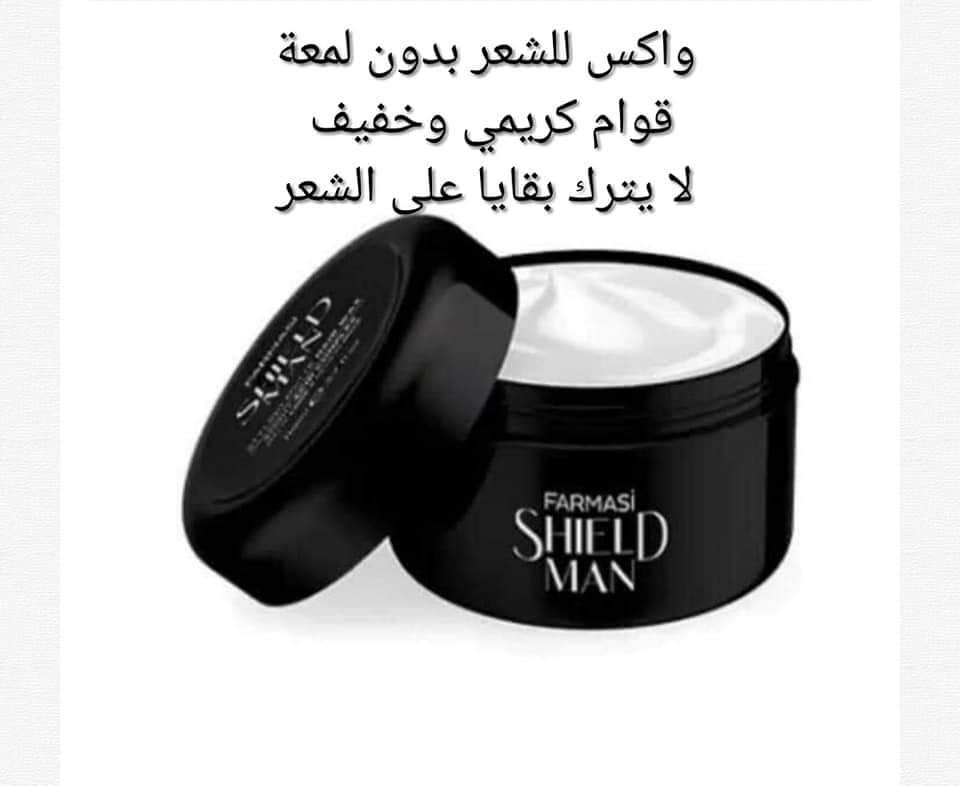 واكس للشعر بدون لمعة
قوام كريمي وخفيف
لا يترك بقايا على الشعر
FARMASi
SHIELD
MAN
FARMASi
SHIELD
MAN